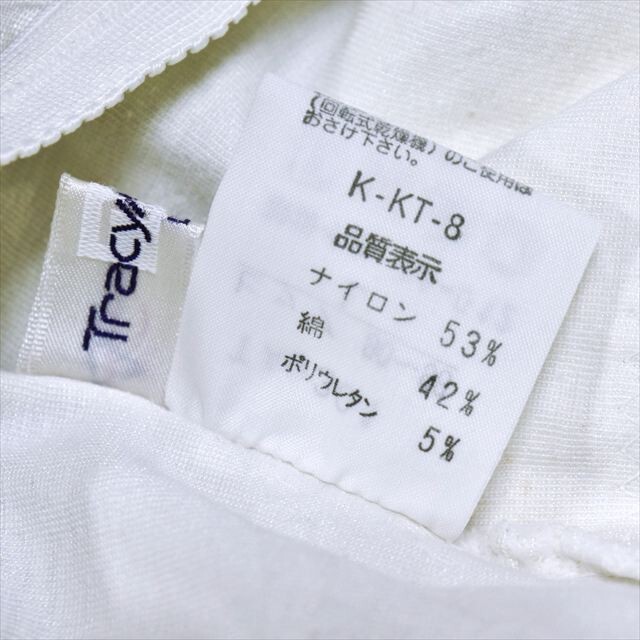 (回転式乾燥機)のご使用は
おさけ下さい。
K-KT-8
品質表示
ナイロン 53%
綿 42%
ポリウレタン 5%
Tracy